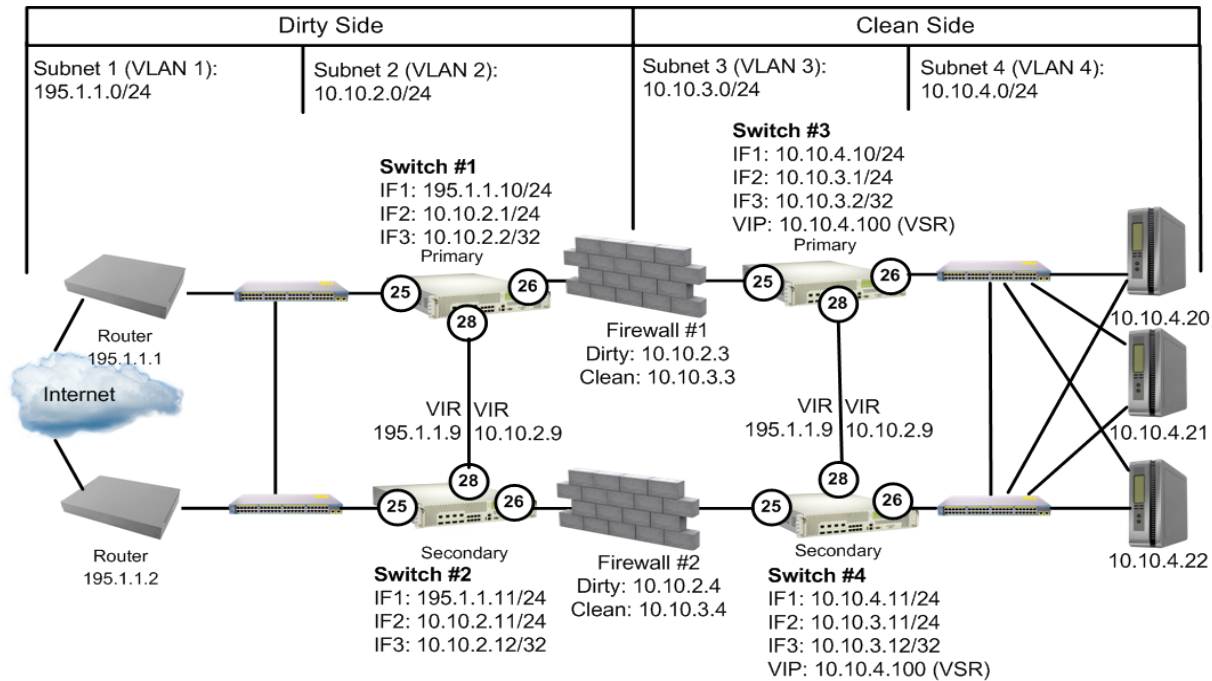 Dirty Side
Clean Side
Subnet 1 (VLAN 1):
195.1.1.0/24
Subnet 2 (VLAN 2):
10.10.2.0/24
Subnet 3 (VLAN 3):
10.10.3.0/24
Subnet 4 (VLAN 4):
10.10.4.0/24
Switch #1
IF1: 195.1.1.10/24
IF2: 10.10.2.1/24
IF3: 10.10.2.2/32
Primary
Switch #3
IF1: 10.10.4.10/24
IF2: 10.10.3.1/24
IF3: 10.10.3.2/32
VIP: 10.10.4.100 (VSR)
Primary
25
26
28
25
26
28
Router
195.1.1.1
Firewall #1
Dirty: 10.10.2.3
Clean: 10.10.3.3
10.10.4.20
Internet
VIR
195.1.1.9
VIR
10.10.2.9
VIR
195.1.1.9
VIR
10.10.2.9
10.10.4.21
28
25
26
28
25
26
Router
195.1.1.2
Secondary
Switch #2
IF1: 195.1.1.11/24
IF2: 10.10.2.11/24
IF3: 10.10.2.12/32
Firewall #2
Dirty: 10.10.2.4
Clean: 10.10.3.4
Secondary
Switch #4
IF1: 10.10.4.11/24
IF2: 10.10.3.11/24
IF3: 10.10.3.12/32
VIP: 10.10.4.100 (VSR)
10.10.4.22